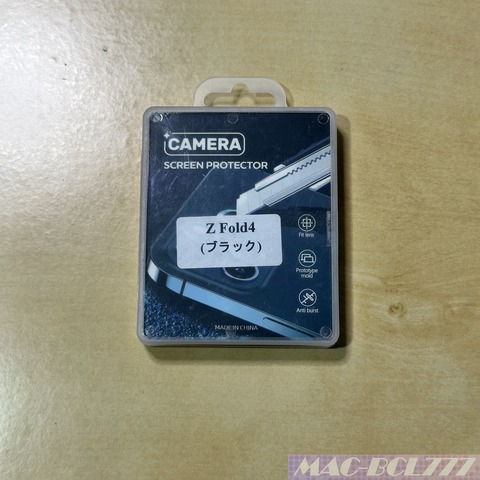 CAMERA
SCREEN PROTECTOR
Z Fold4
(ブラック)
Fit lens
Prototype
mold
Anti burst
MADE IN CHINA
MAC-BCL777